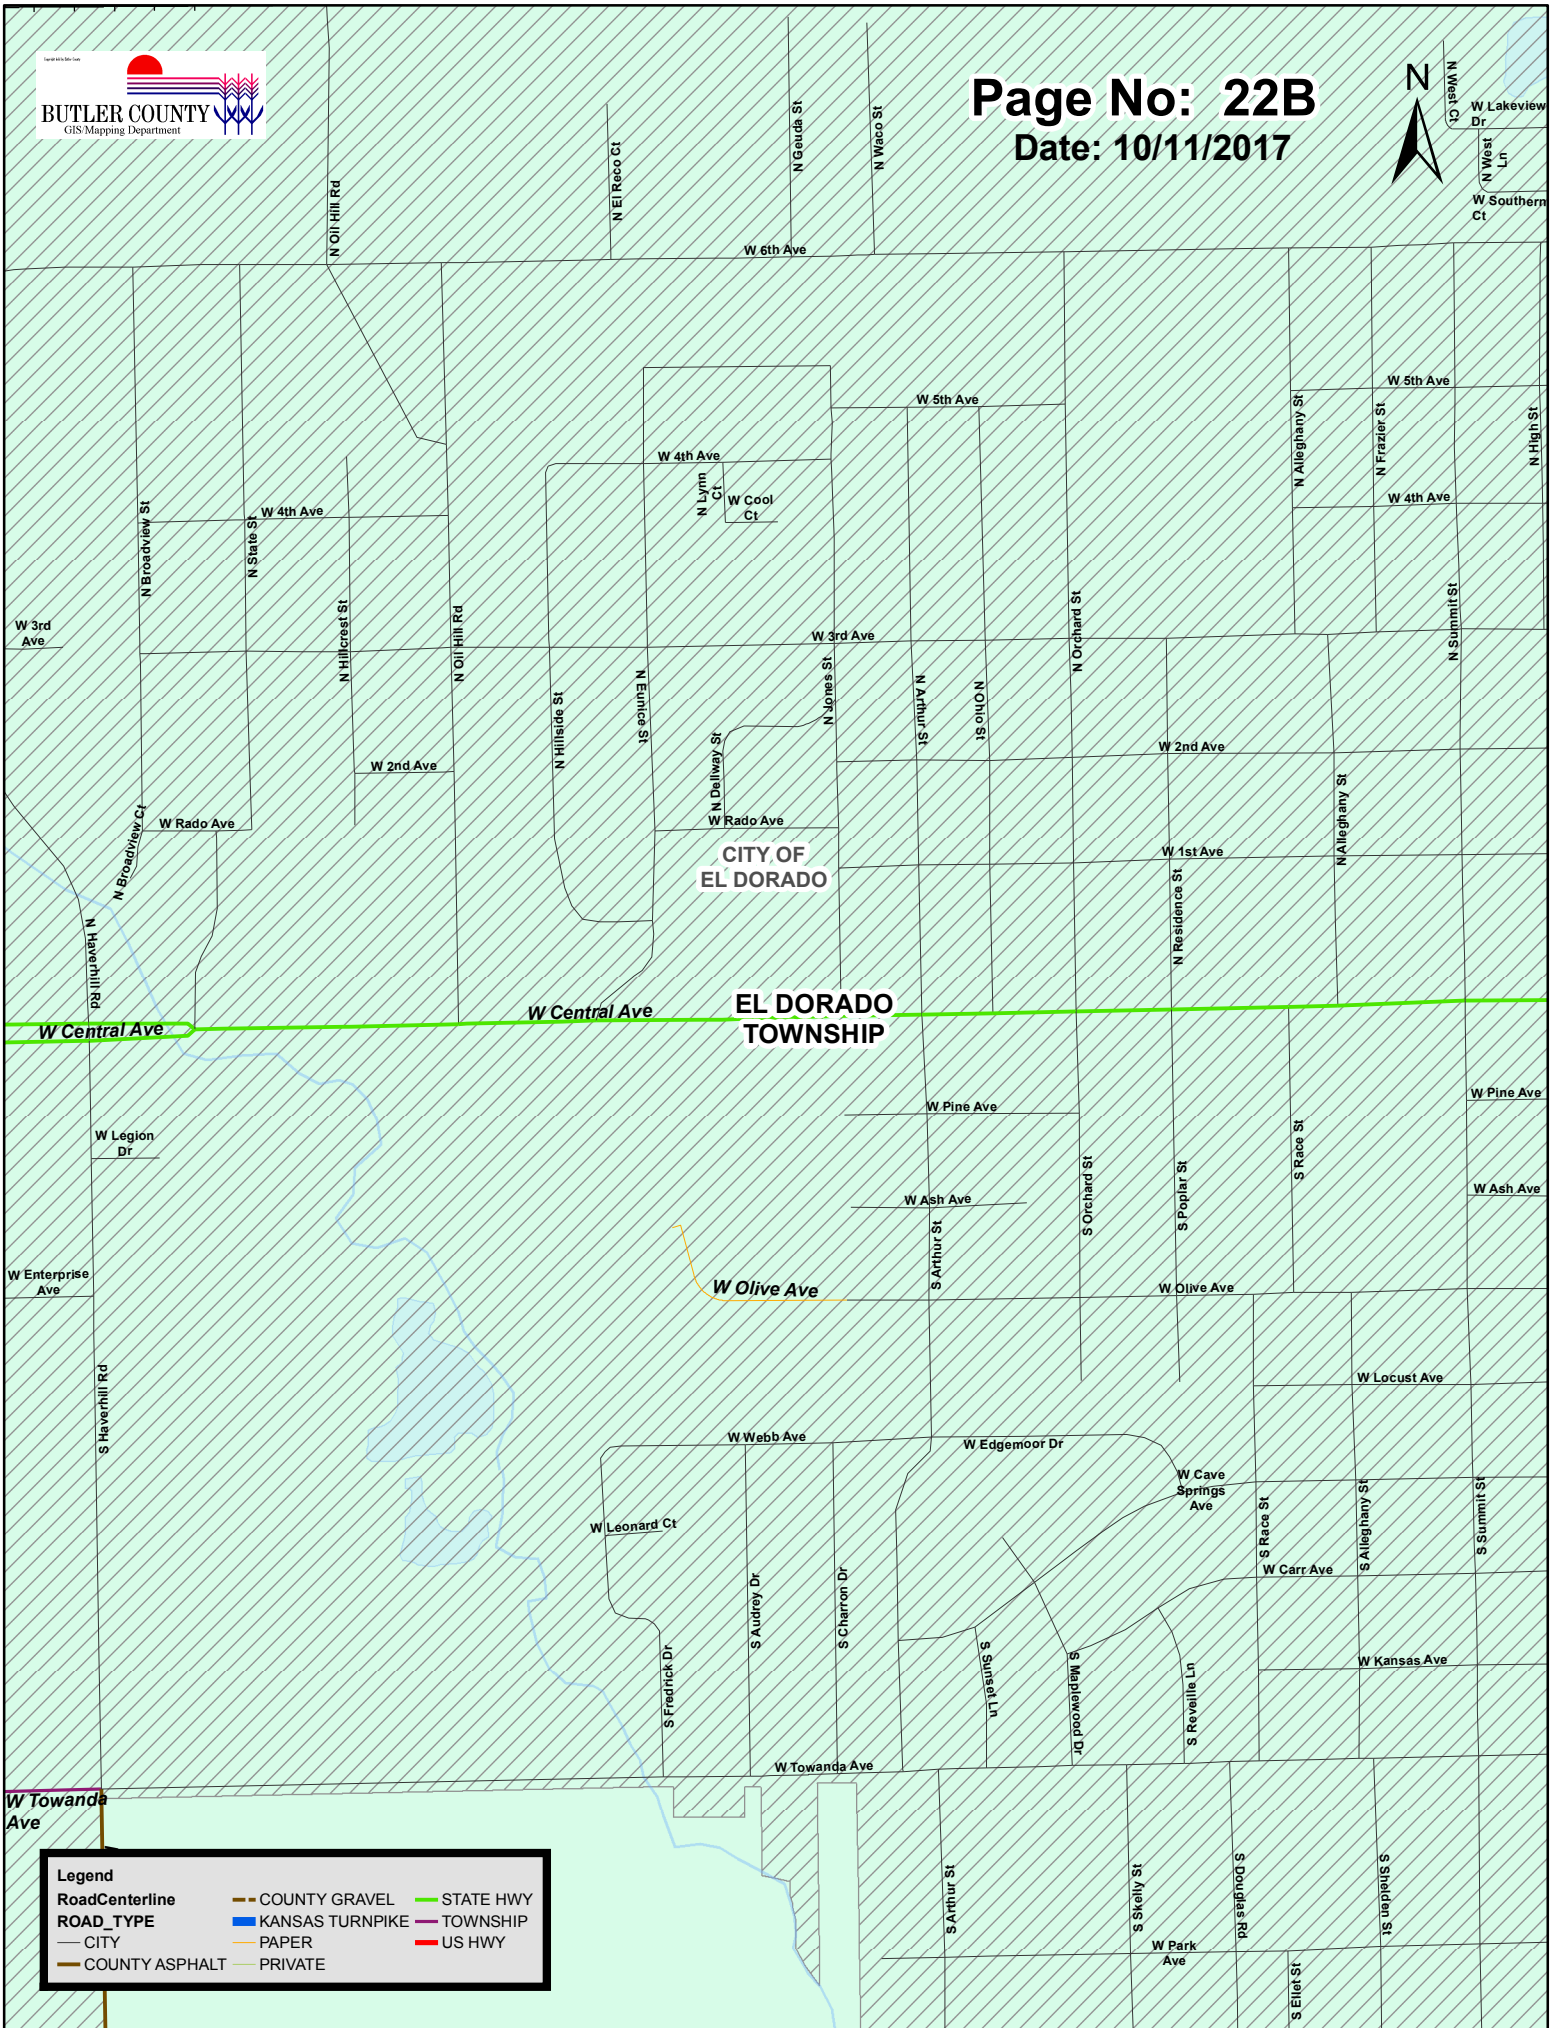 Copyright 2017 by Butler County
BUTLER COUNTY
GIS/Mapping Department
Page No: 22B
Date: 10/11/2017
N
N West Ct
W Lakeview
Dr
N West
Ln
W Southern
Ct
N Oil Hill Rd
N El Reco Ct
N Geuda St
N Waco St
W 6th Ave
W 5th Ave
W 5th Ave
N Alleghany St
N Frazier St
N High St
W 4th Ave
N Lynn
Ct
W Cool
Ct
W 4th Ave
W 4th Ave
N Broadview St
N State St
N Hillcrest St
N Oil Hill Rd
N Orchard St
N Summit St
W 3rd
Ave
W 3rd Ave
N Hillside St
N Eunice St
N Jones St
N Arthur St
N Ohio St
N Dellway St
W 2nd Ave
W 2nd Ave
N Alleghany St
W Rado Ave
W Rado Ave
N Broadview Ct
CITY OF
EL DORADO
W 1st Ave
N Residence St
N Haverhill Rd
W Central Ave
W Central Ave
EL DORADO
TOWNSHIP
W Pine Ave
W Pine Ave
W Legion
Dr
S Orchard St
S Poplar St
S Race St
W Ash Ave
W Ash Ave
S Arthur St
W Enterprise
Ave
W Olive Ave
W Olive Ave
S Haverhill Rd
W Locust Ave
W Webb Ave
W Edgemoor Dr
W Cave
Springs
Ave
W Leonard Ct
S Race St
S Alleghany St
S Summit St
W Carr Ave
S Audrey Dr
S Charron Dr
S Fredrick Dr
S Sunset Ln
S Maplewood Dr
S Reveille Ln
W Kansas Ave
W Towanda Ave
W Towanda
Ave
S Arthur St
S Skelly St
S Douglas Rd
S Shelden St
W Park
Ave
S Ellet St
Legend
RoadCenterline
ROAD_TYPE
CITY
COUNTY ASPHALT
COUNTY GRAVEL
KANSAS TURNPIKE
PAPER
PRIVATE
STATE HWY
TOWNSHIP
US HWY